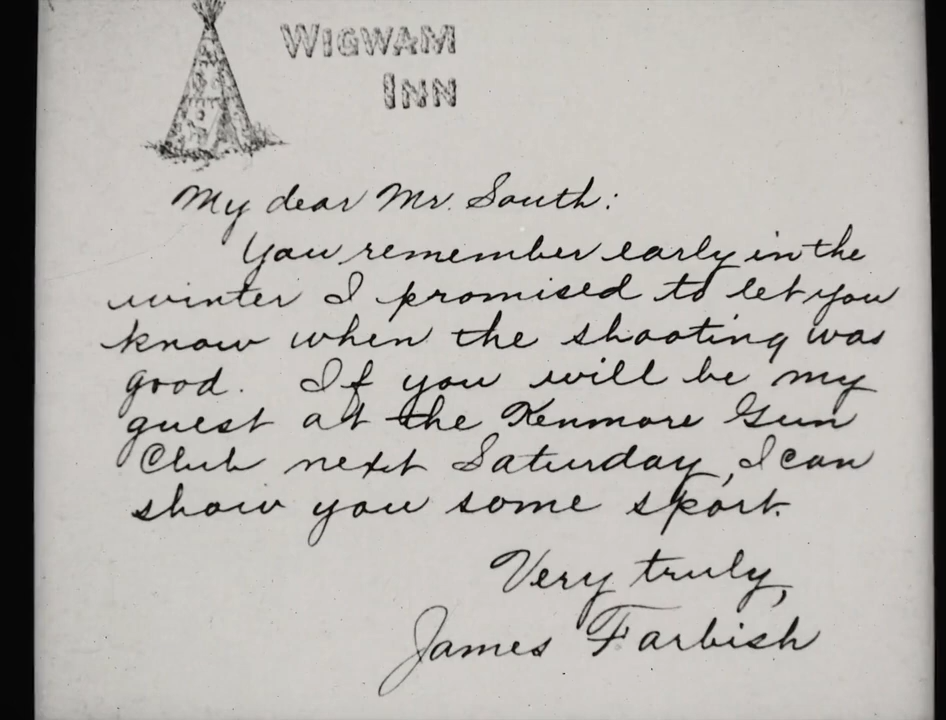 WIGWAM
INN
My dear Mr. South:
You remember early in the
winter I promised to let you
know when the shooting was
good. If you will be my
guest at the Kenmore Gun
Club next Saturday, I can
show you some sport.
Very truly,
James Farbish